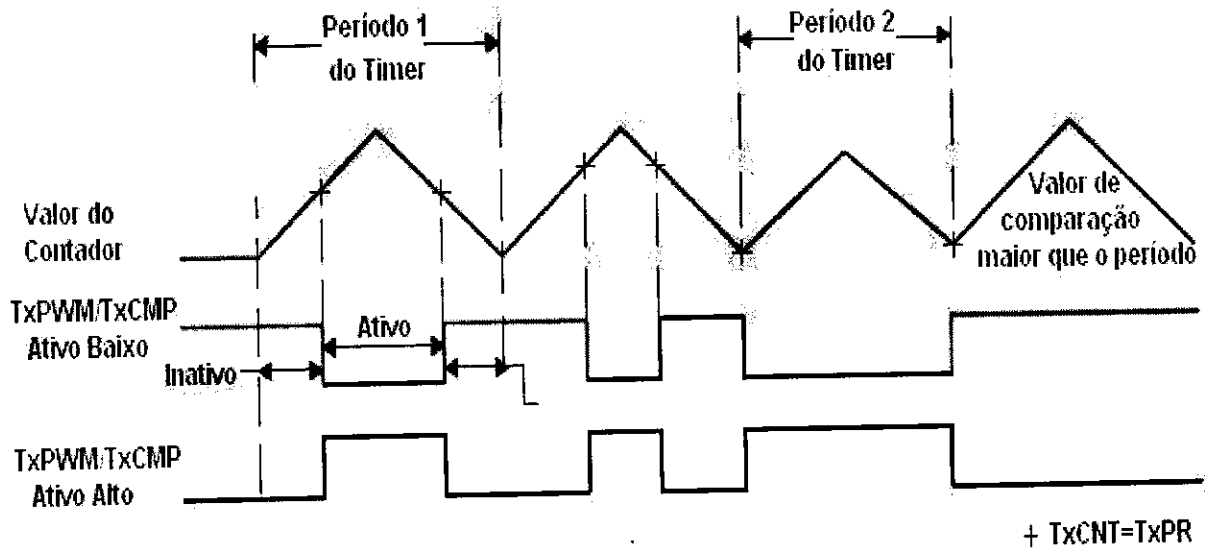 Período 1
do Timer
Período 2
do Timer
Valor do
Contador
Valor de
comparação
maior que o período
TxPWM/TxCMP
Ativo Baixo
Ativo
Inativo
TxPWM/TxCMP
Ativo Alto
+ TxCNT=TxPR